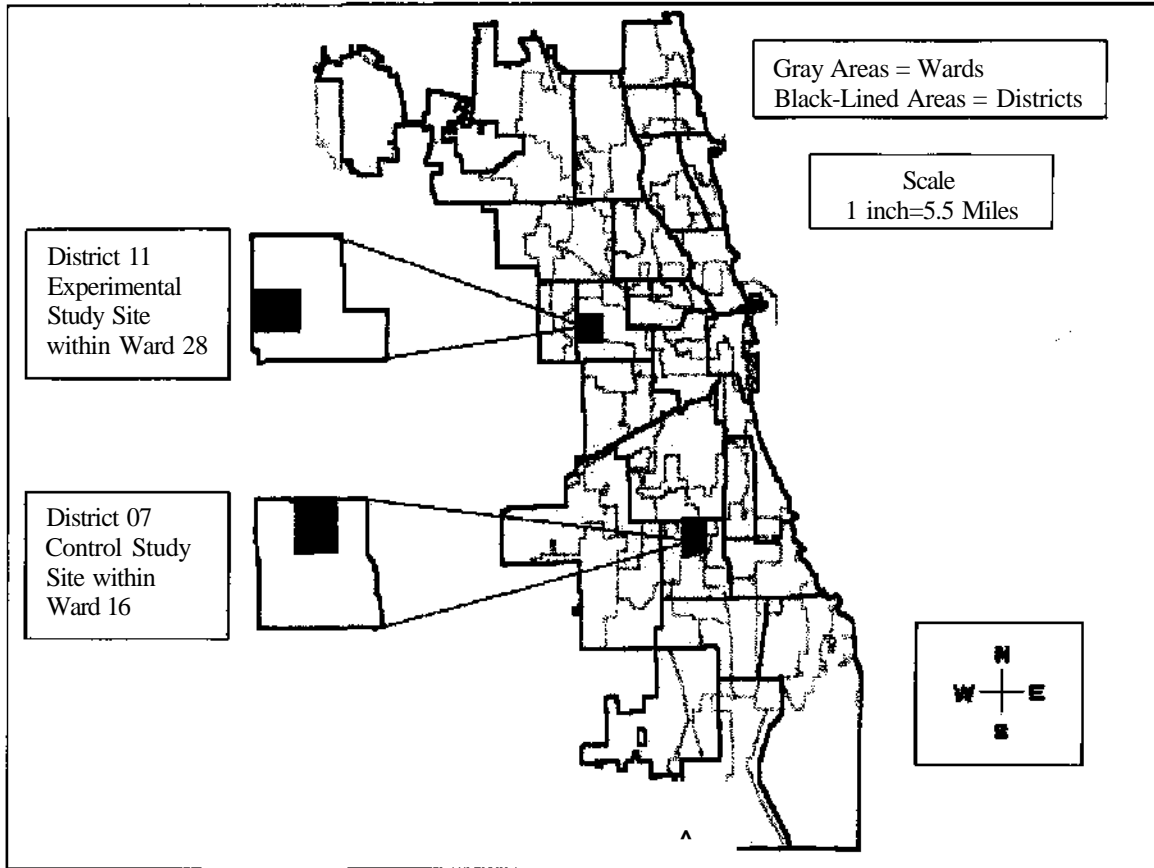 Gray Areas = Wards
Black-Lined Areas = Districts
Scale
1 inch=5.5 Miles
District 11
Experimental
Study Site
within Ward 28
District 07
Control Study
Site within
Ward 16
N
W E
S